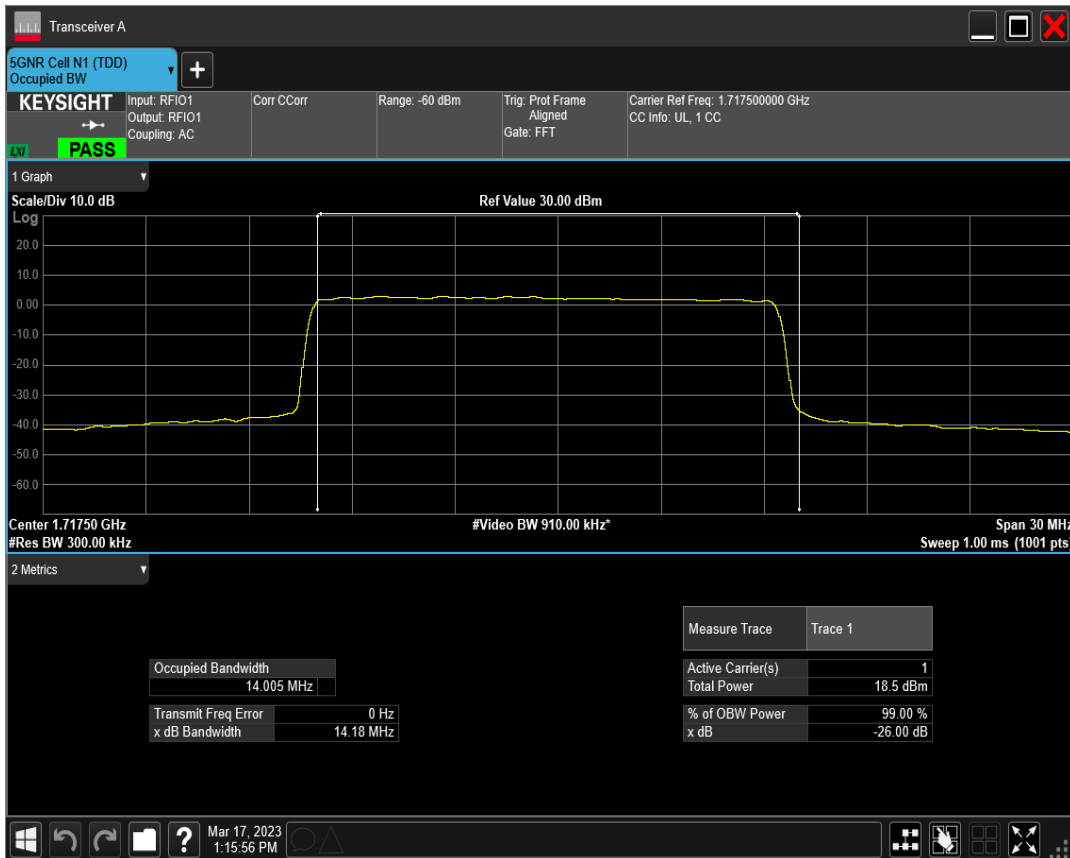 Transceiver A
5GNR Cell N1 (TDD)
Occupied BW
+
KEYSIGHT
LXI
PASS
Input: RFIO1
Output: RFIO1
Coupling: AC
Corr CCorr
Range: -60 dBm
Trig: Prot Frame
Aligned
Gate: FFT
Carrier Ref Freq: 1.717500000 GHz
CC Info: UL, 1 CC
1 Graph
Scale/Div 10.0 dB
Ref Value 30.00 dBm
Log
20.0
10.0
0.00
-10.0
-20.0
-30.0
-40.0
-50.0
-60.0
Center 1.71750 GHz
#Video BW 910.00 kHz*
Span 30 MHz
#Res BW 300.00 kHz
Sweep 1.00 ms (1001 pts)
2 Metrics
Measure Trace Trace 1
Occupied Bandwidth
14.005 MHz
Active Carrier(s) 1
Total Power 18.5 dBm
Transmit Freq Error 0 Hz
x dB Bandwidth 14.18 MHz
% of OBW Power 99.00 %
x dB -26.00 dB
?
Mar 17, 2023
1:15:56 PM